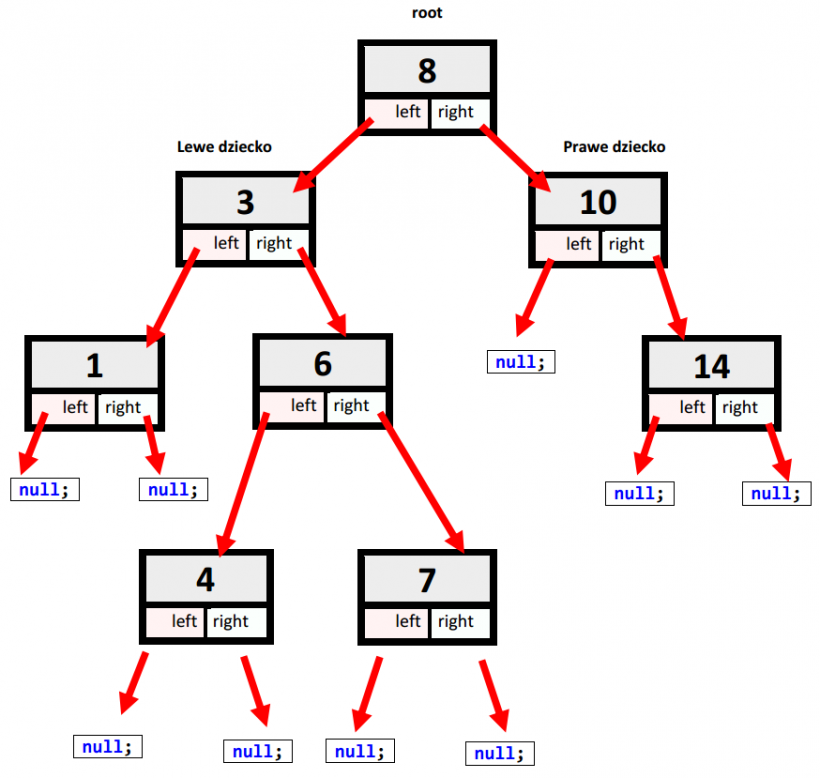 root
8
left right
Lewe dziecko
Prawe dziecko
3
left right
10
left right
1
left right
6
left right
null;
14
left right
null;
null;
null;
null;
4
left right
7
left right
null;
null;
null;
null;